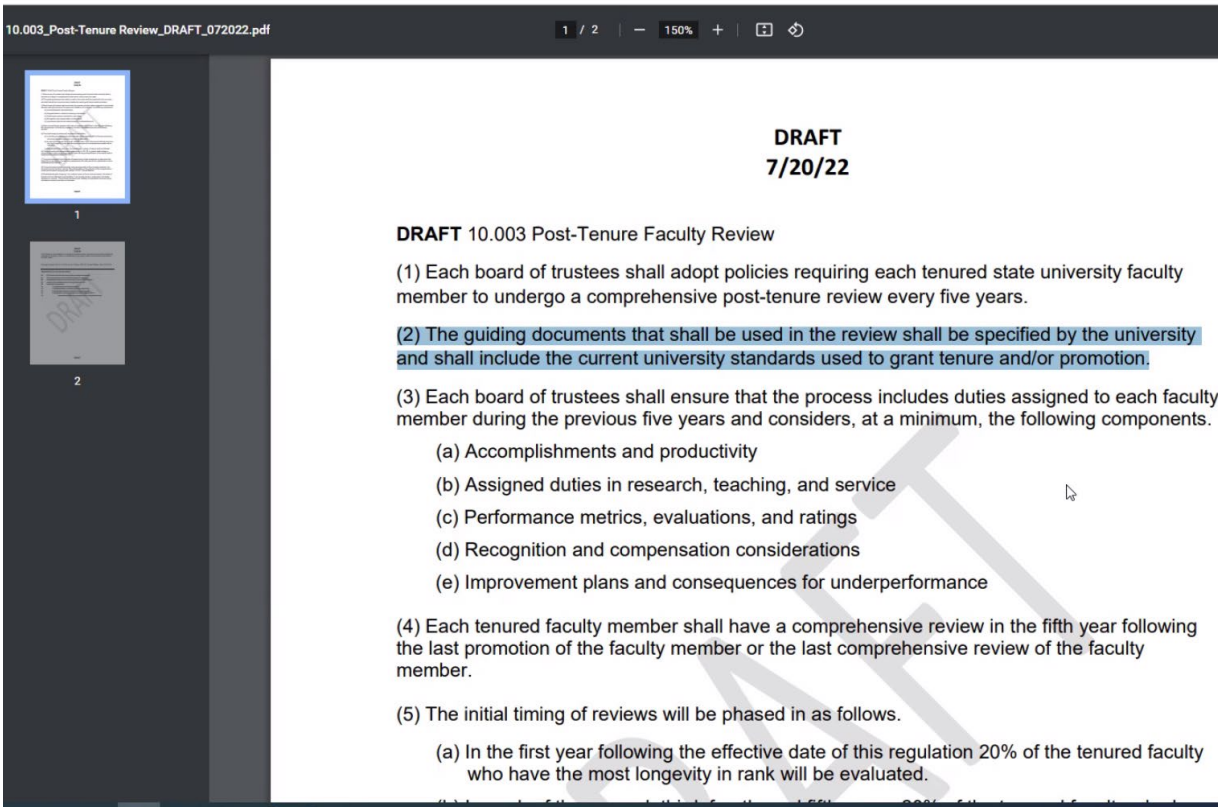 10.003_Post-Tenure Review_DRAFT_072022.pdf
1 / 2
150%
1
2
DRAFT
7/20/22
DRAFT 10.003 Post-Tenure Faculty Review
(1) Each board of trustees shall adopt policies requiring each tenured state university faculty
member to undergo a comprehensive post-tenure review every five years.
(2) The guiding documents that shall be used in the review shall be specified by the university
and shall include the current university standards used to grant tenure and/or promotion.
(3) Each board of trustees shall ensure that the process includes duties assigned to each faculty
member during the previous five years and considers, at a minimum, the following components.
(a) Accomplishments and productivity
(b) Assigned duties in research, teaching, and service
(c) Performance metrics, evaluations, and ratings
(d) Recognition and compensation considerations
(e) Improvement plans and consequences for underperformance
(4) Each tenured faculty member shall have a comprehensive review in the fifth year following
the last promotion of the faculty member or the last comprehensive review of the faculty
member.
(5) The initial timing of reviews will be phased in as follows.
(a) In the first year following the effective date of this regulation 20% of the tenured faculty
who have the most longevity in rank will be evaluated.
DRAFT